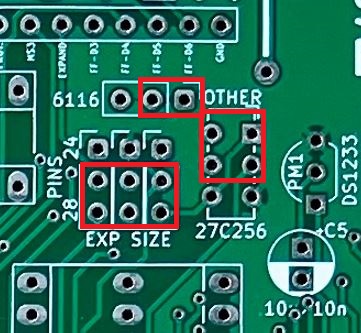 MS3
EXPAND
FF-D3
FF-D4
FF-D5
FF-D6
GND
6116
OTHER
24
PINS
28
EXP SIZE
27C256
PM1
DS1233
+C5
10n/10n